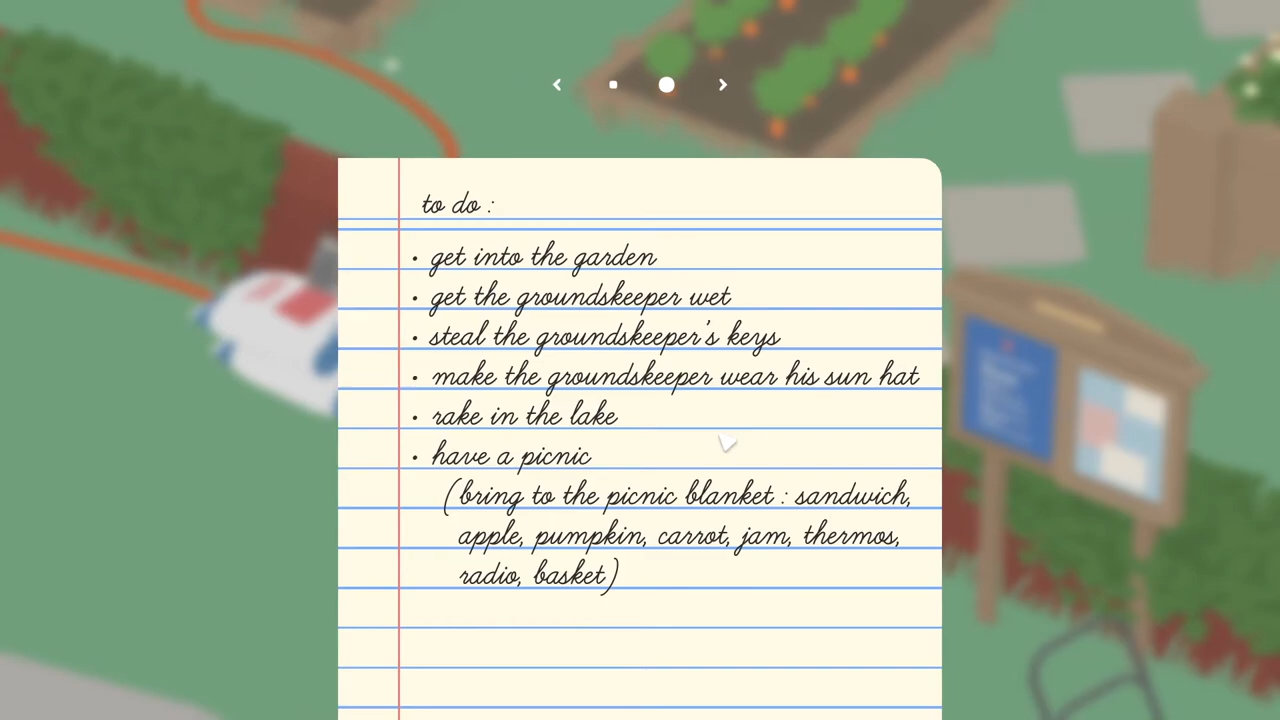 to do :
• get into the garden
• get the groundskeeper wet
• steal the groundskeeper's keys
• make the groundskeeper wear his sun hat
• rake in the lake
• have a picnic
(bring to the picnic blanket : sandwich,
apple, pumpkin, carrot, jam, thermos,
radio, basket)